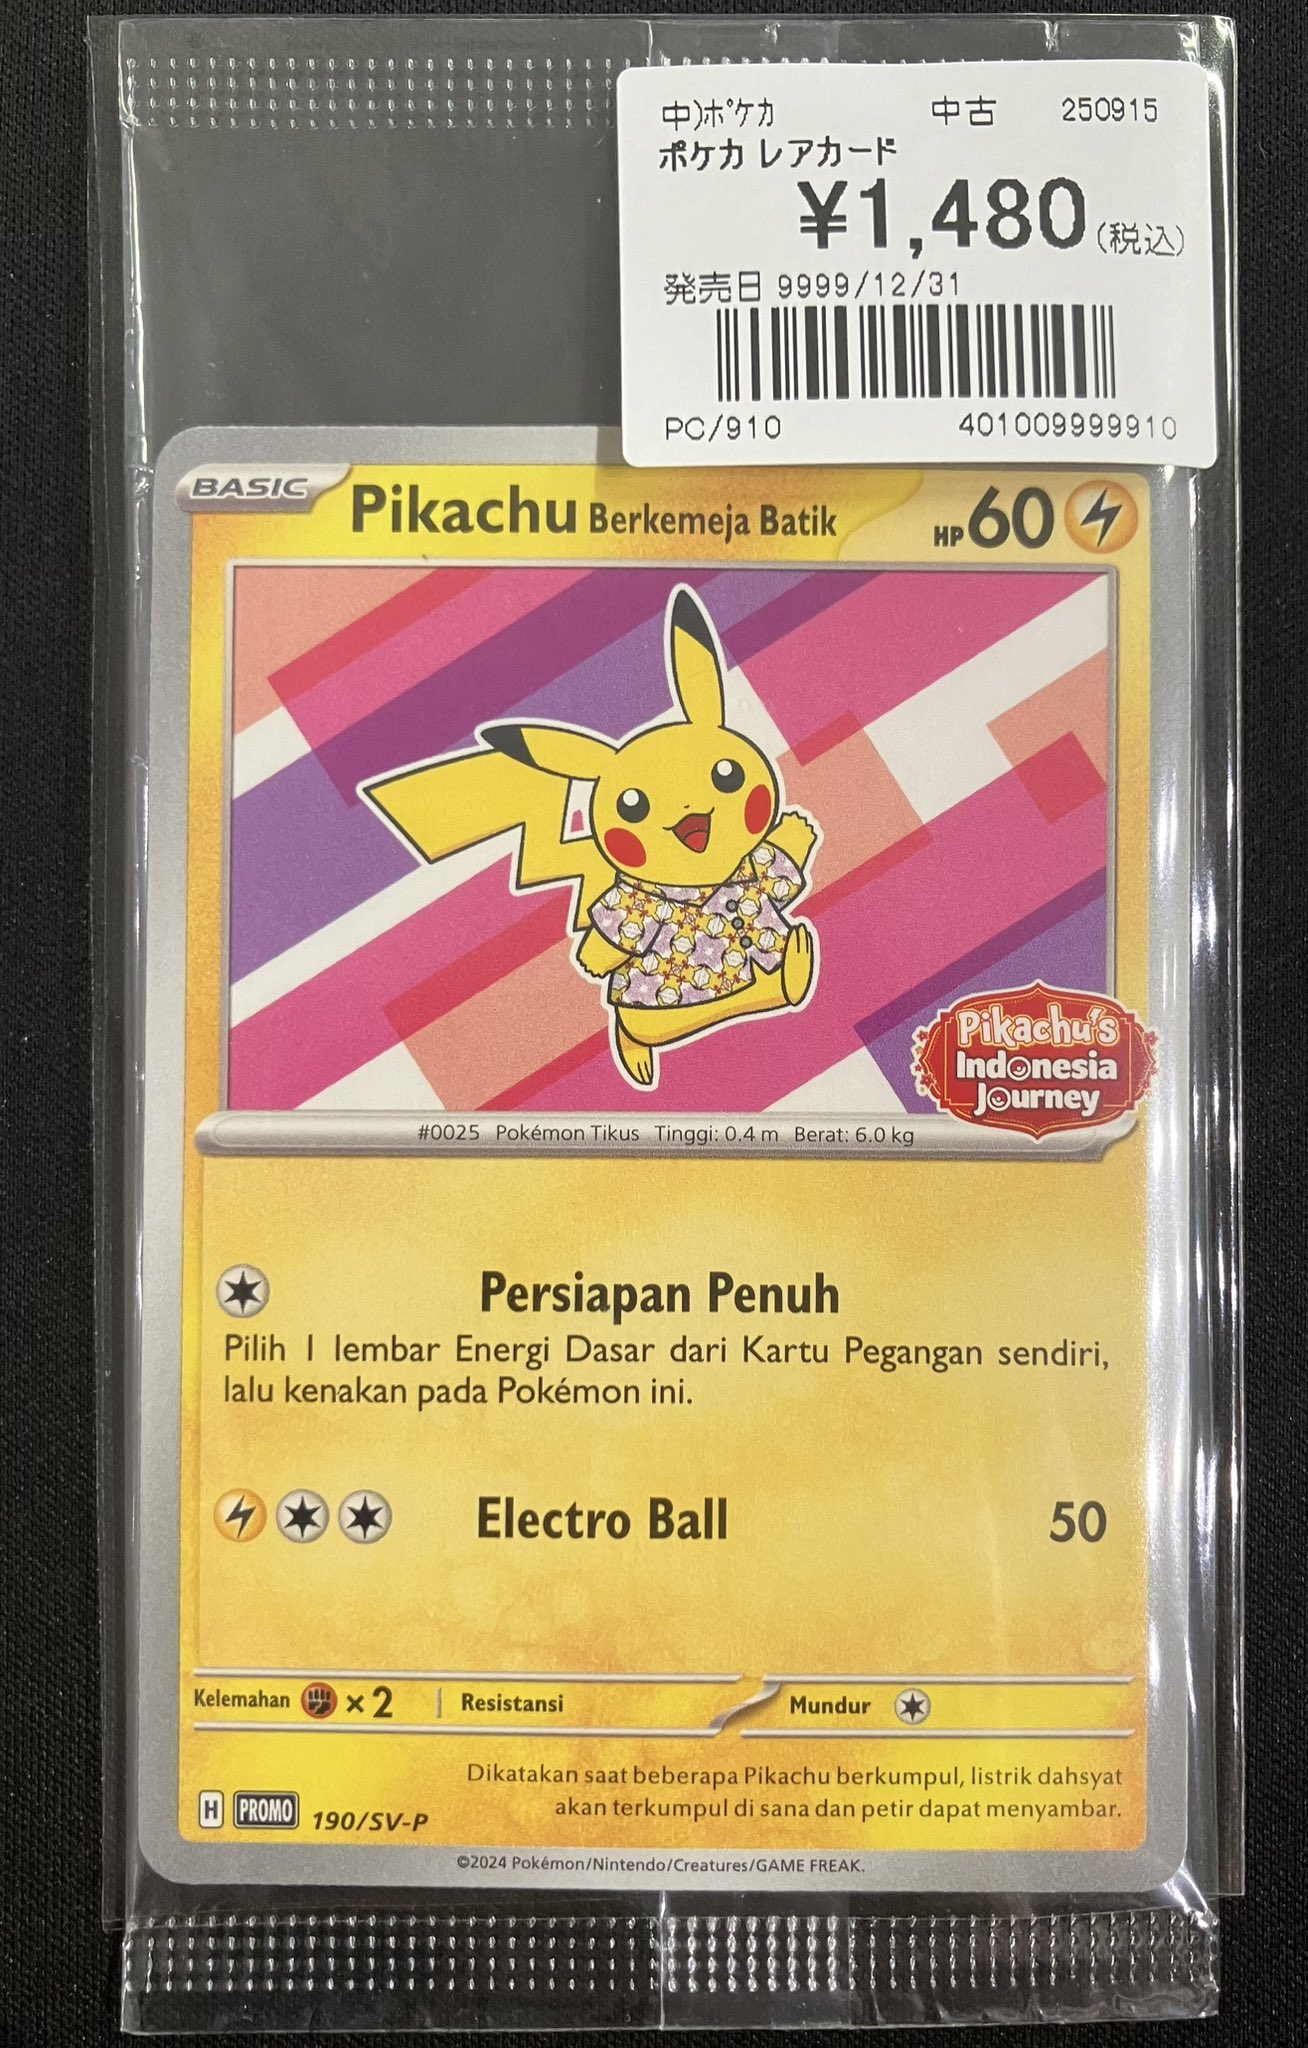 中)ポケカ 中古 250915
ポケカ レアカード
¥1,480(税込)
発売日 9999/12/31
PC/910 401009999910
BASIC Pikachu Berkemeja Batik HP 60
Pikachu's
Indonesia
Journey
#0025 Pokémon Tikus Tinggi: 0.4 m Berat: 6.0 kg
Persiapan Penuh
Pilih 1 lembar Energi Dasar dari Kartu Pegangan sendiri,
lalu kenakan pada Pokémon ini.
Electro Ball 50
Kelemahan ×2 Resistansi Mundur
Dikatakan saat beberapa Pikachu berkumpul, listrik dahsyat
akan terkumpul di sana dan petir dapat menyambar.
H PROMO 190/SV-P
©2024 Pokémon/Nintendo/Creatures/GAME FREAK.